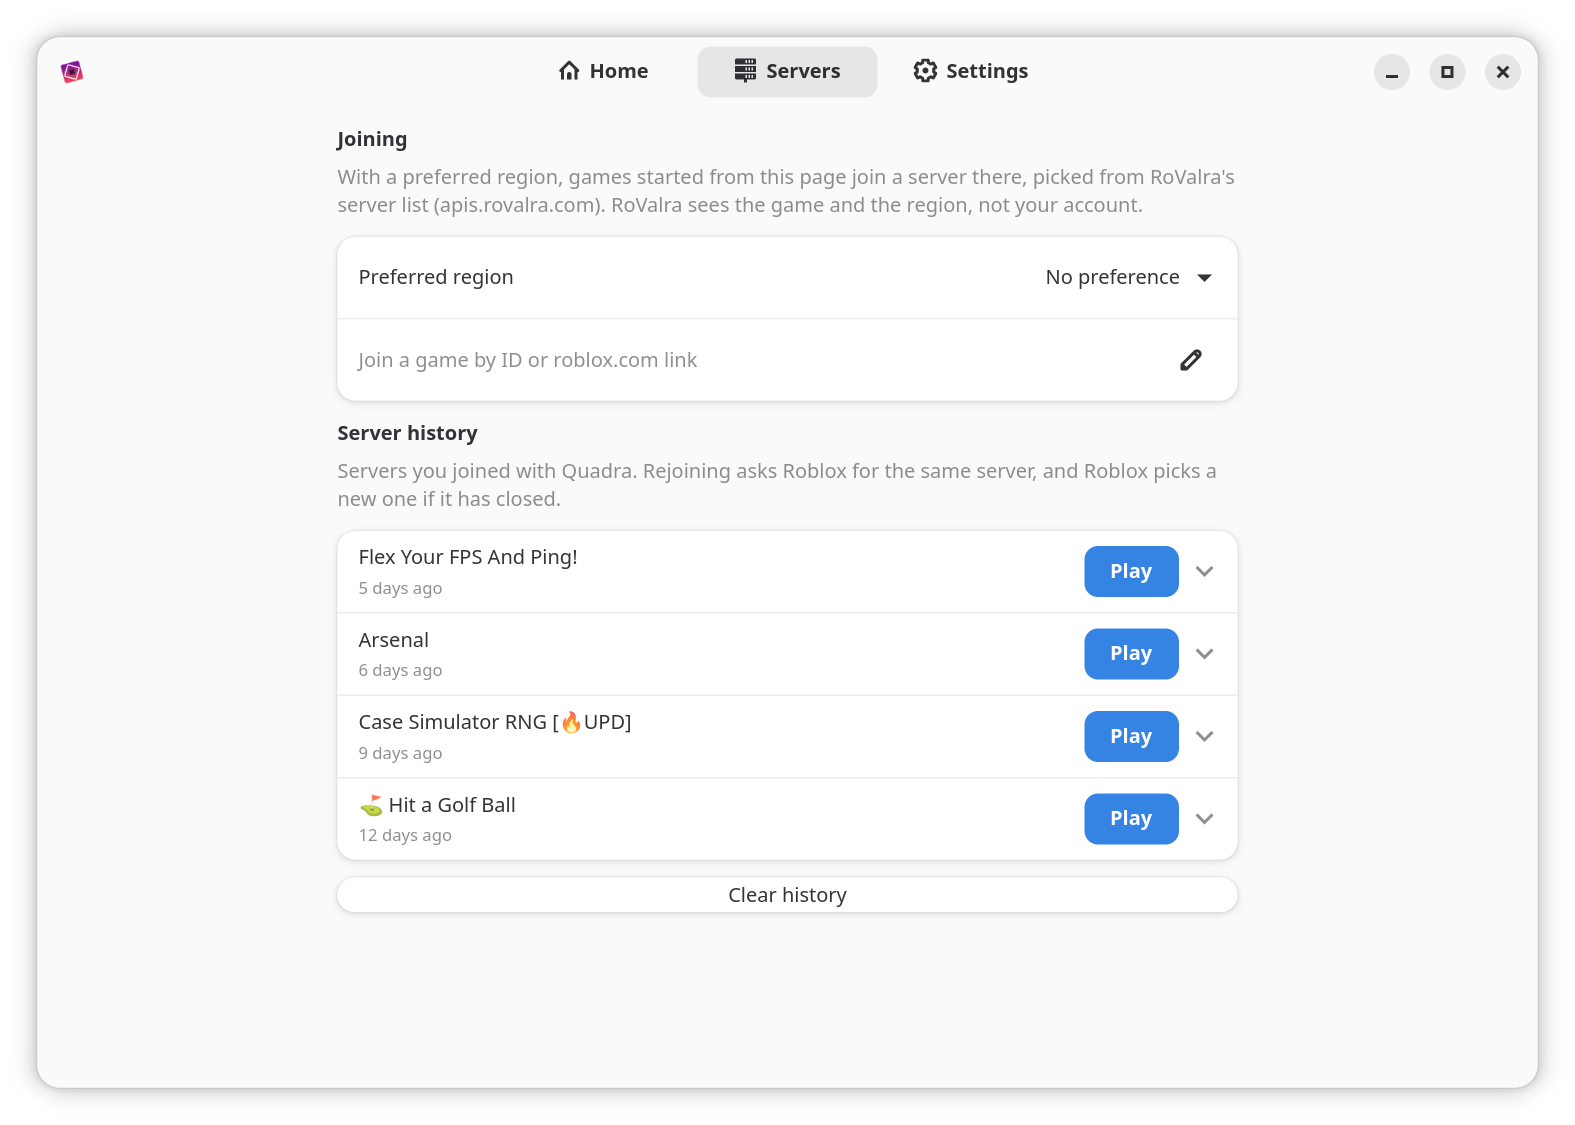 Home Servers Settings
Joining
With a preferred region, games started from this page join a server there, picked from RoValra's
server list (apis.rovalra.com). RoValra sees the game and the region, not your account.
Preferred region No preference
Join a game by ID or roblox.com link
Server history
Servers you joined with Quadra. Rejoining asks Roblox for the same server, and Roblox picks a
new one if it has closed.
Flex Your FPS And Ping!
5 days ago
Play
Arsenal
6 days ago
Play
Case Simulator RNG [🔥UPD]
9 days ago
Play
⛳ Hit a Golf Ball
12 days ago
Play
Clear history